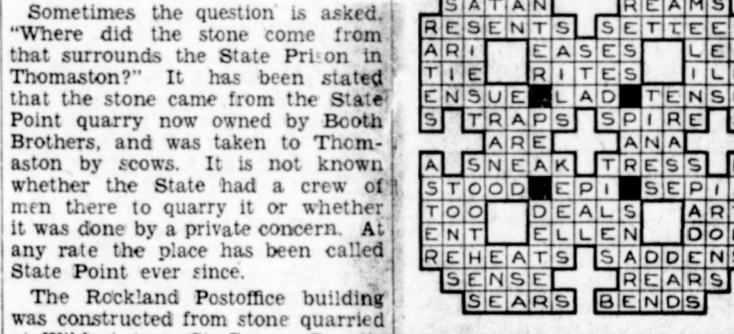 Sometimes the question is asked,
"Where did the stone come from
that surrounds the State Prison in
Thomaston?" It has been stated
that the stone came from the State
Point quarry now owned by Booth
Brothers, and was taken to Thom-
aston by scows. It is not known
whether the State had a crew of
men there to quarry it or whether
it was done by a private concern. At
any rate the place has been called
State Point ever since.
The Rockland Postoffice building
was constructed from stone quarried
SATAN REAMS
RESENTS SETTEE
ARI EASES LE
TIE RITES IL
ENSUE LAD TENS
S TRAPS SPIRE
ARE ANA
A SNEAK TRESS
STOOD EPI SEPI
TOO DEALS AR
ENT ELLEN DO
REHEATS SADDENS
SENSE REARS
SEARS BENDS